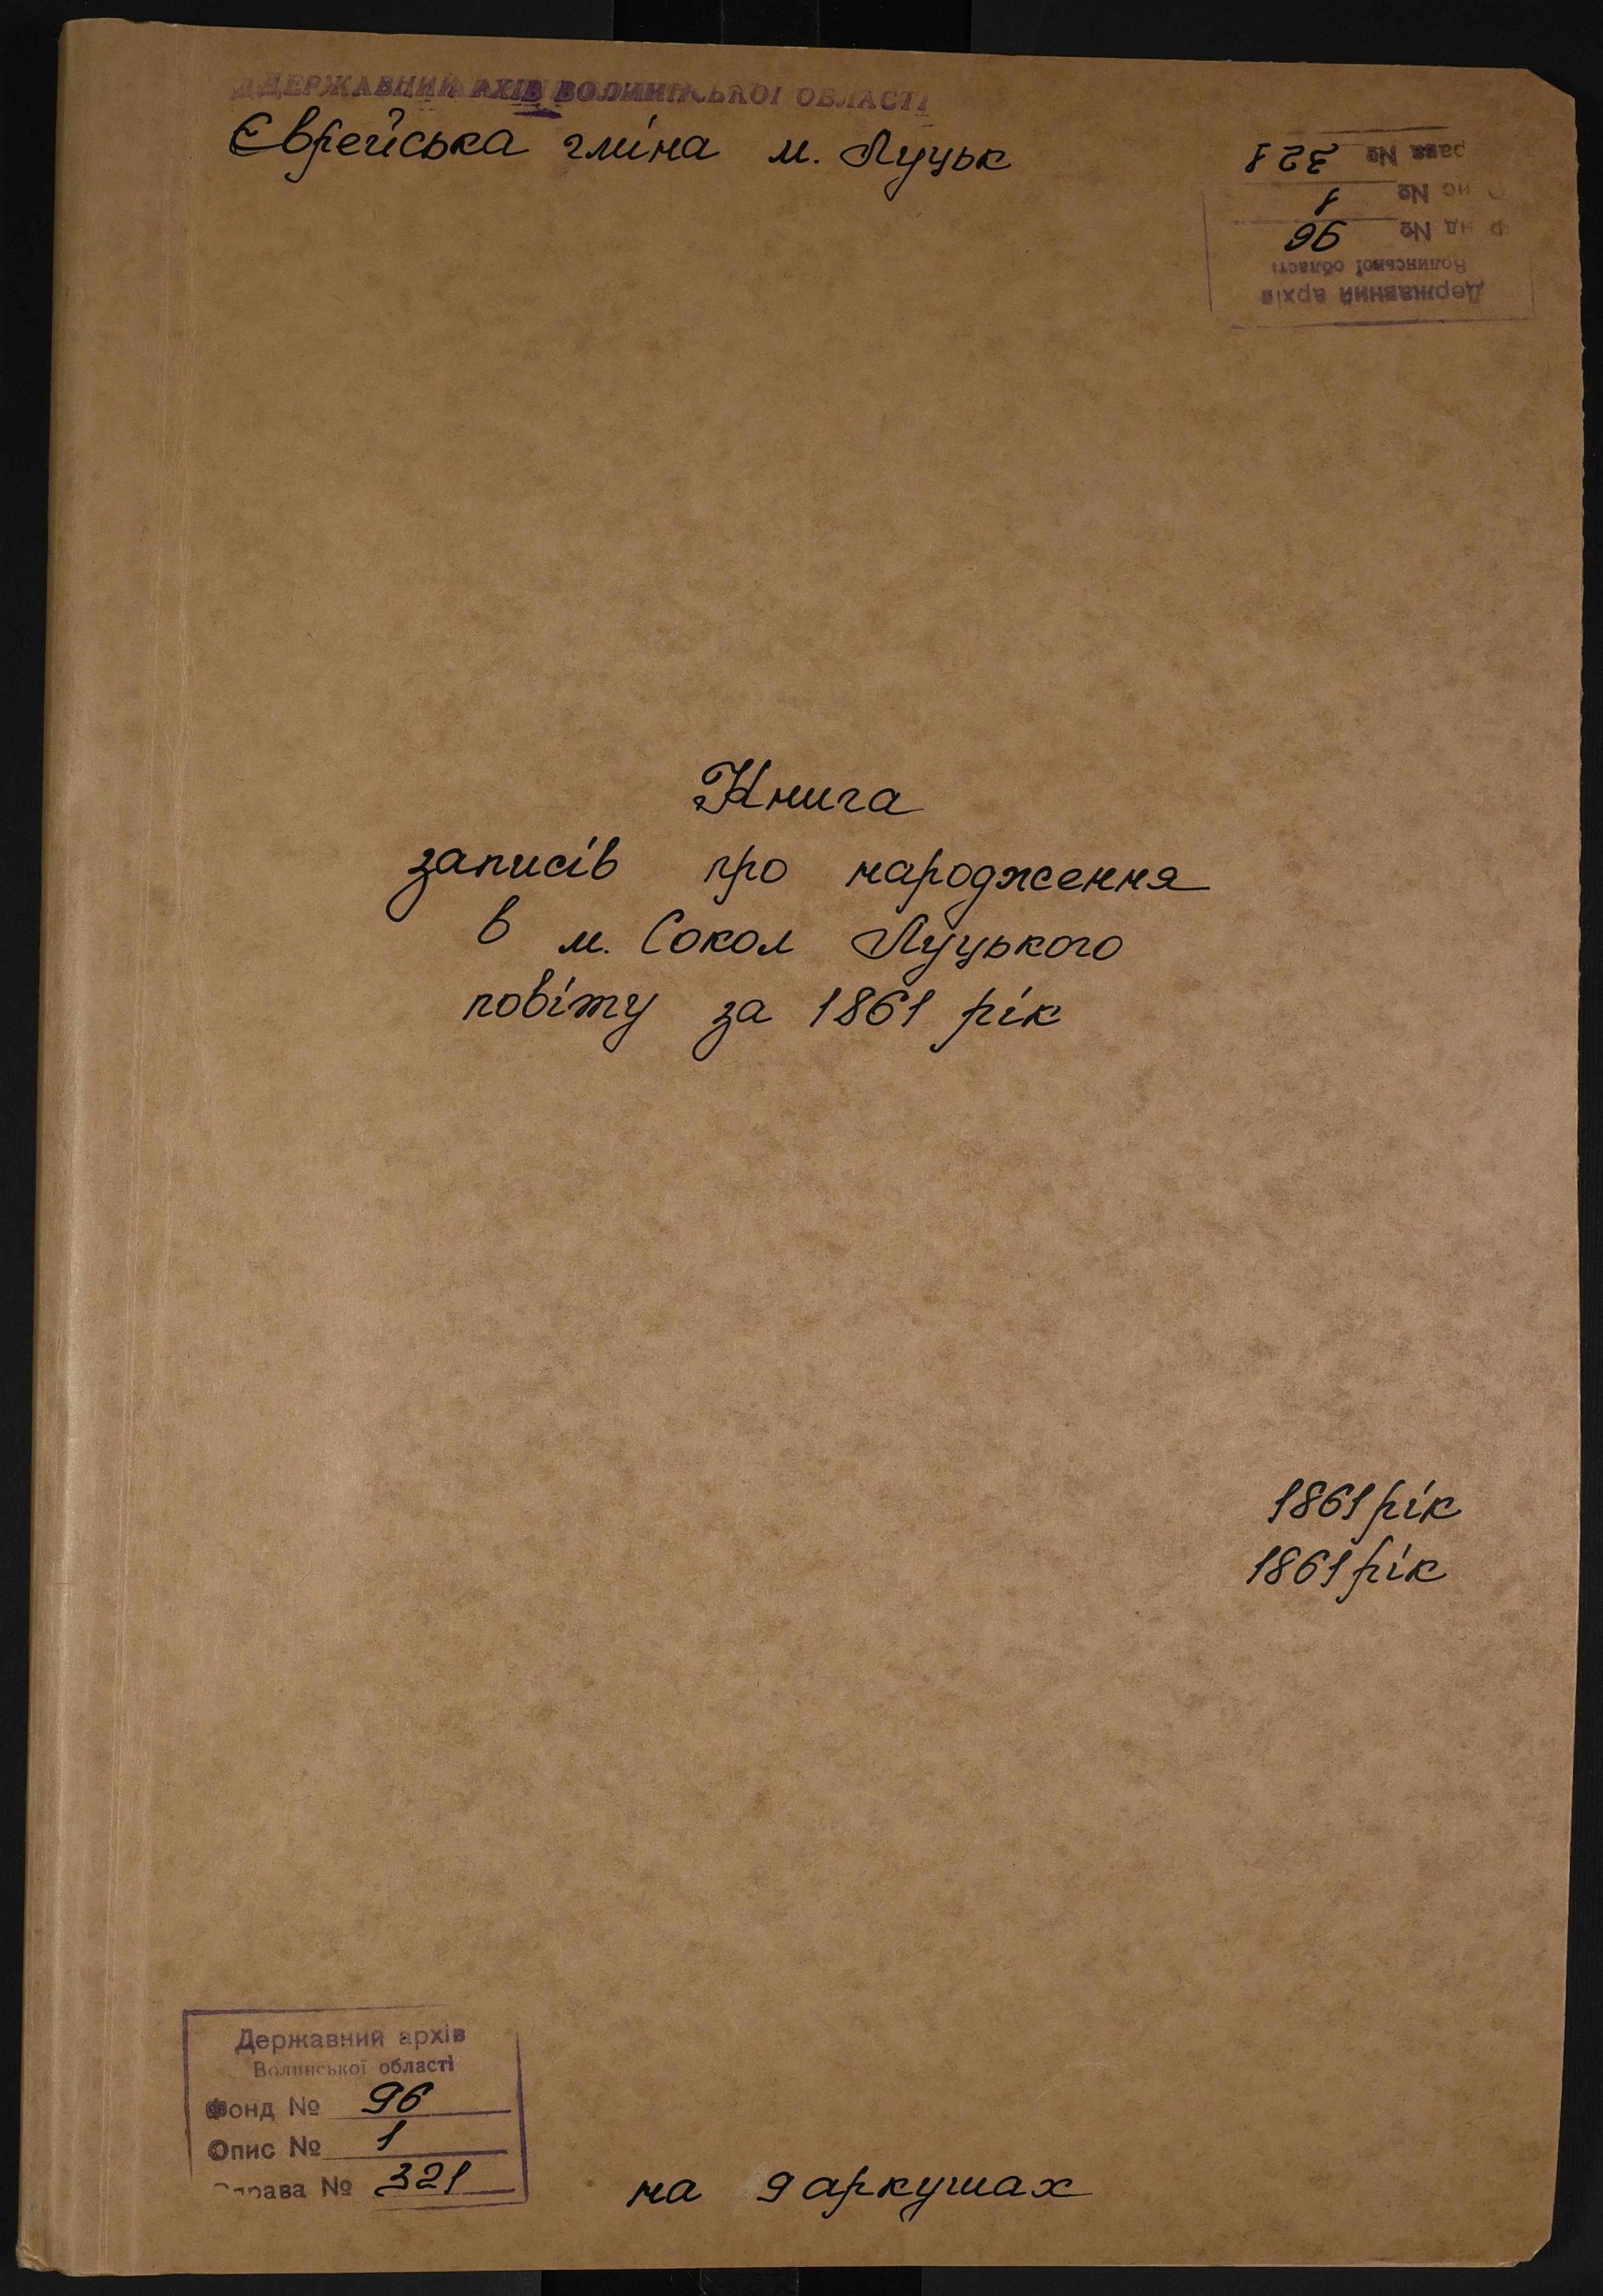 ДЕРЖАВНИЙ АРХІВ ВОЛИНСЬКОЇ ОБЛАСТІ
Єврейська гміна м. Луцьк
Справа № 321
Опис № 1
Фонд № 96
Волинської області
Державний архів
Книга
записів про народження
в м. Сокол Луцького
повіту за 1861 рік
1861 рік
1861 рік
Державний архів
Волинської області
Фонд № 96
Опис № 1
Справа № 321
на 9 аркушах